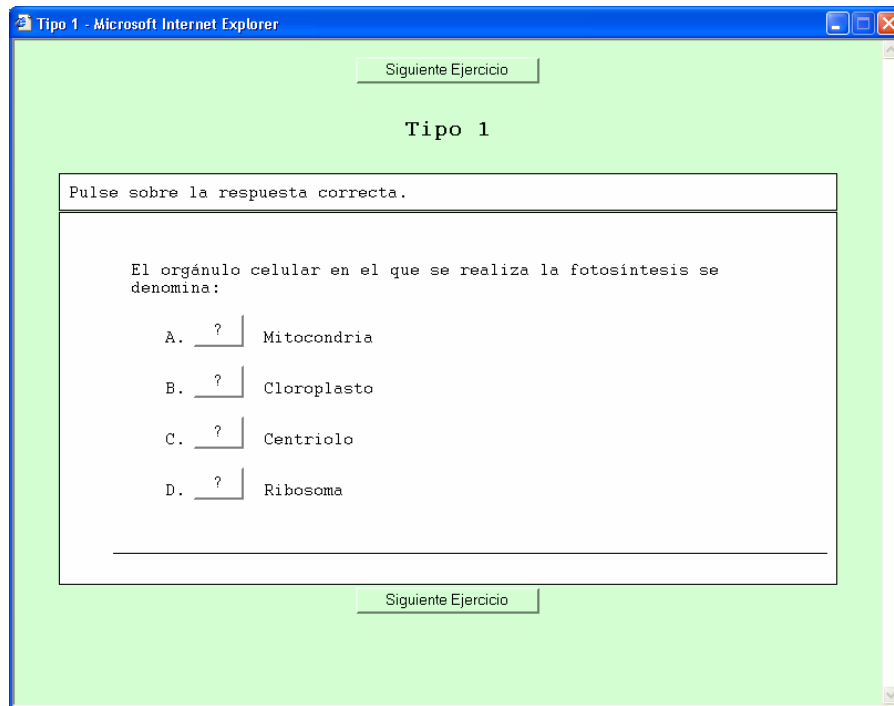 Tipo 1 - Microsoft Internet Explorer
Siguiente Ejercicio
Tipo 1
Pulse sobre la respuesta correcta.
El orgánulo celular en el que se realiza la fotosíntesis se
denomina:
A. ? Mitocondria
B. ? Cloroplasto
C. ? Centriolo
D. ? Ribosoma
Siguiente Ejercicio